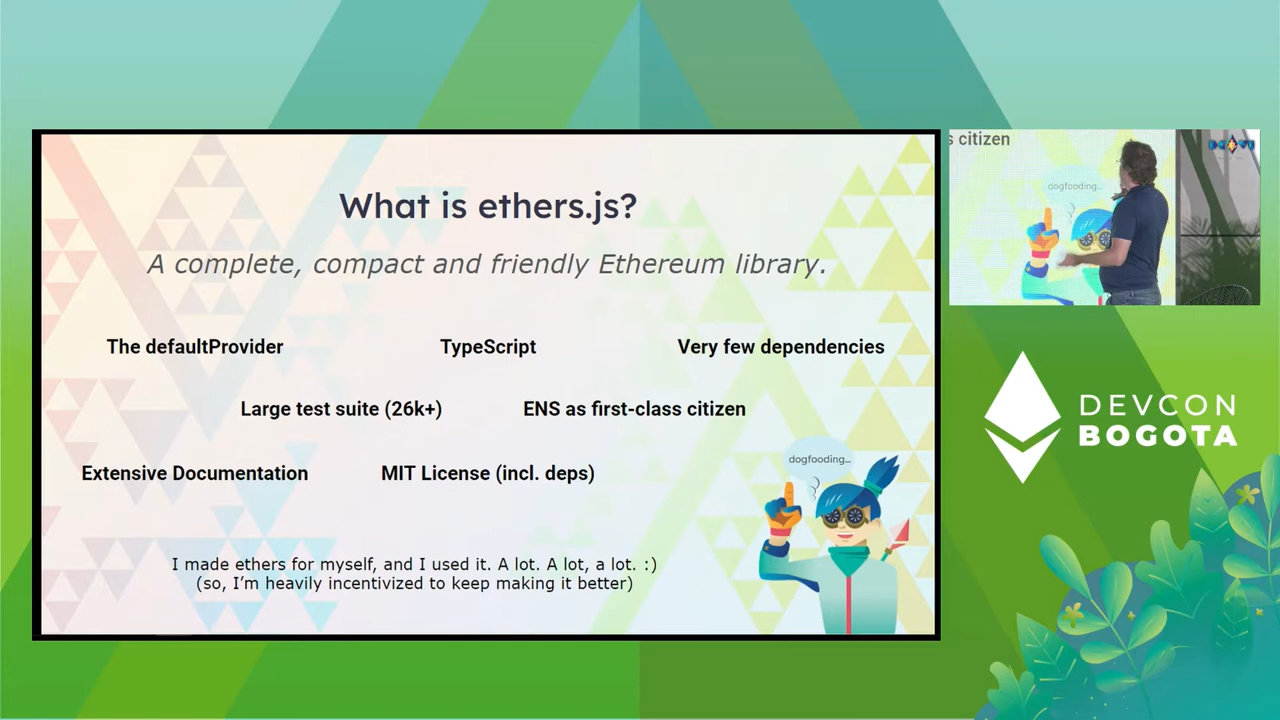 What is ethers.js?
A complete, compact and friendly Ethereum library.
The defaultProvider
TypeScript
Very few dependencies
Large test suite (26k+)
ENS as first-class citizen
Extensive Documentation
MIT License (incl. deps)
dogfooding...
I made ethers for myself, and I used it. A lot. A lot, a lot. :)
(so, I'm heavily incentivized to keep making it better)
s citizen
dogfooding...
DEVCON
BOGOTA